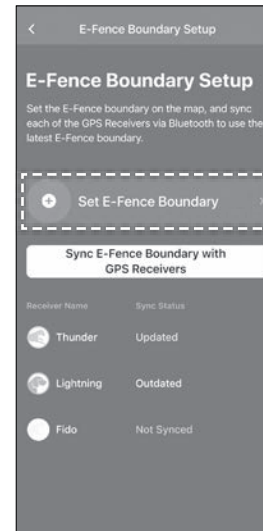 E-Fence Boundary Setup
E-Fence Boundary Setup
Set the E-Fence boundary on the map, and sync
each of the GPS Receivers via Bluetooth to use the
latest E-Fence boundary.
Set E-Fence Boundary
Sync E-Fence Boundary with
GPS Receivers
Receiver Name Sync Status
Thunder Updated
Lightning Outdated
Fido Not Synced